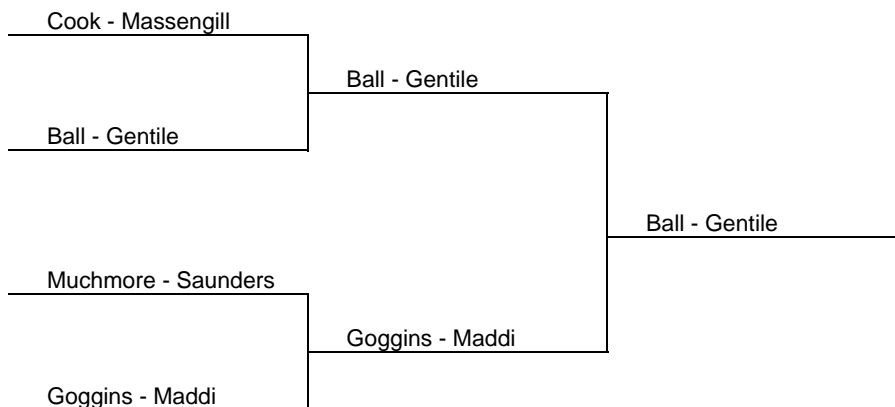 Cook - Massengill
Ball - Gentile
Ball - Gentile
Ball - Gentile
Muchmore - Saunders
Goggins - Maddi
Goggins - Maddi